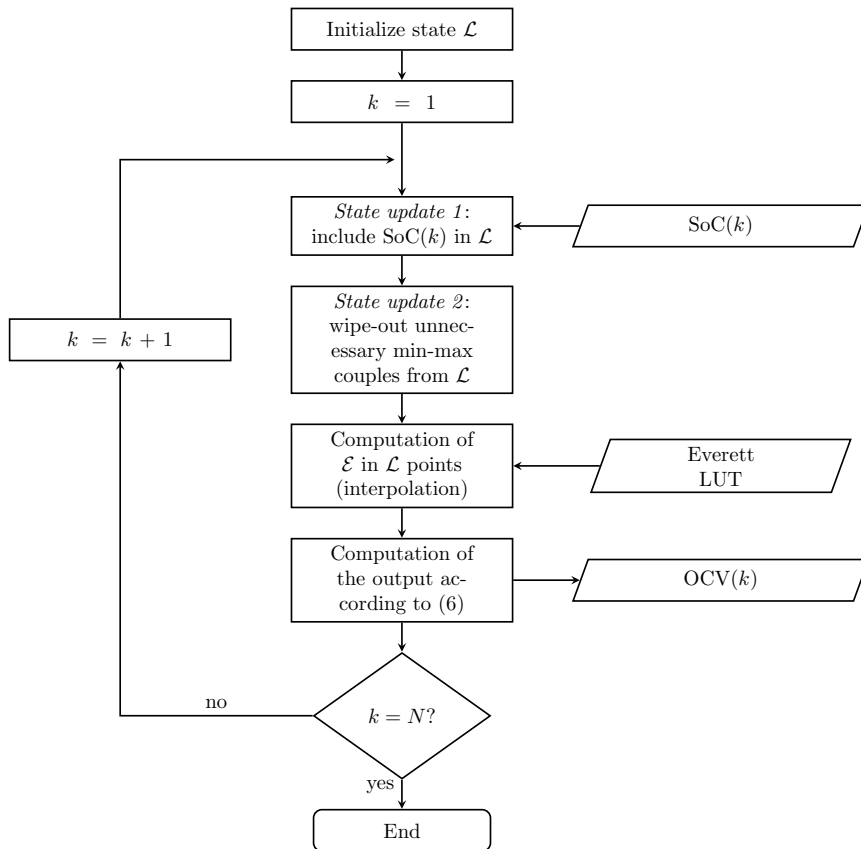 Initialize state ℒ
k = 1
State update 1:
include SoC(k) in ℒ
SoC(k)
State update 2:
wipe-out unnec-
essary min-max
couples from ℒ
k = k + 1
Computation of
ℰ in ℒ points
(interpolation)
Everett
LUT
Computation of
the output ac-
cording to (6)
OCV(k)
no
k = N?
yes
End